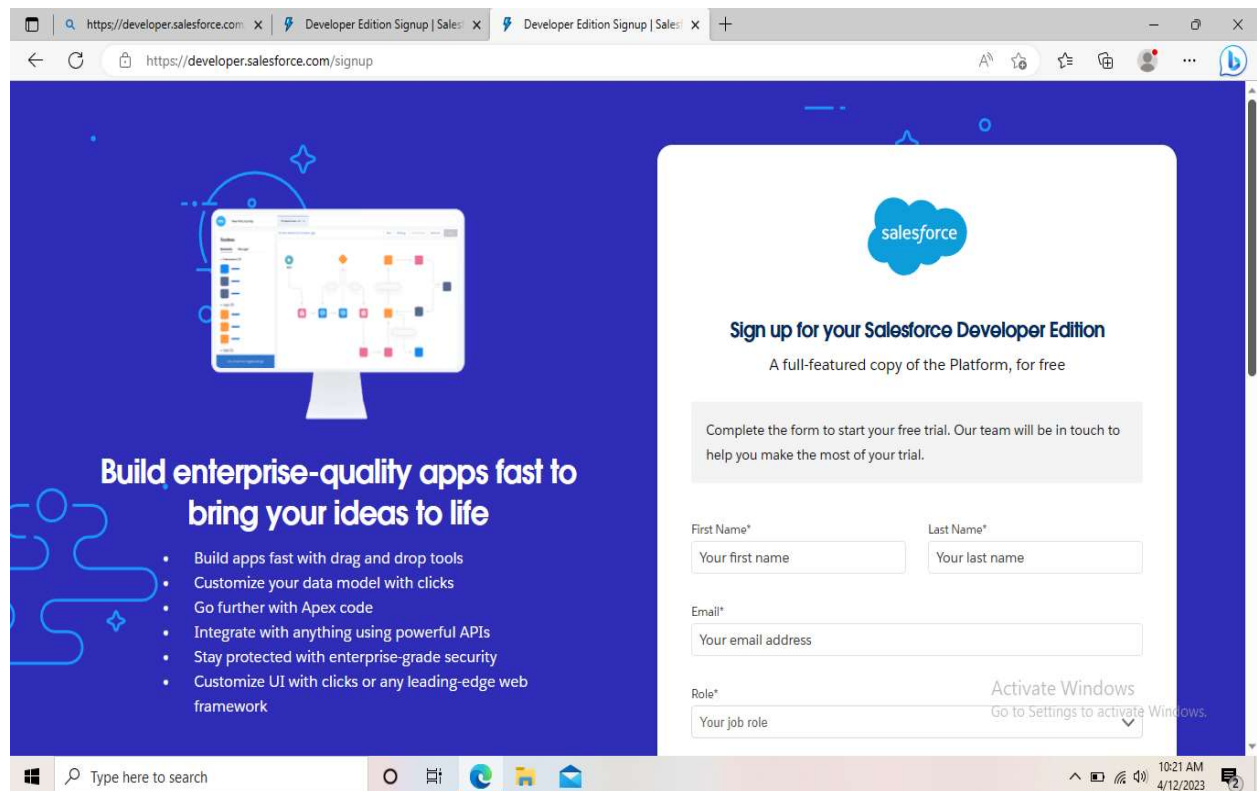 https://developer.salesforce.com
Developer Edition Signup | Sales
Developer Edition Signup | Sales
https://developer.salesforce.com/signup
salesforce
Sign up for your Salesforce Developer Edition
A full-featured copy of the Platform, for free
Complete the form to start your free trial. Our team will be in touch to
help you make the most of your trial.
Build enterprise-quality apps fast to
bring your ideas to life
• Build apps fast with drag and drop tools
• Customize your data model with clicks
• Go further with Apex code
• Integrate with anything using powerful APIs
• Stay protected with enterprise-grade security
• Customize UI with clicks or any leading-edge web
framework
First Name* Last Name*
Your first name Your last name
Email*
Your email address
Role*
Your job role
Activate Windows
Go to Settings to activate Windows.
Type here to search
10:21 AM
4/12/2023
2